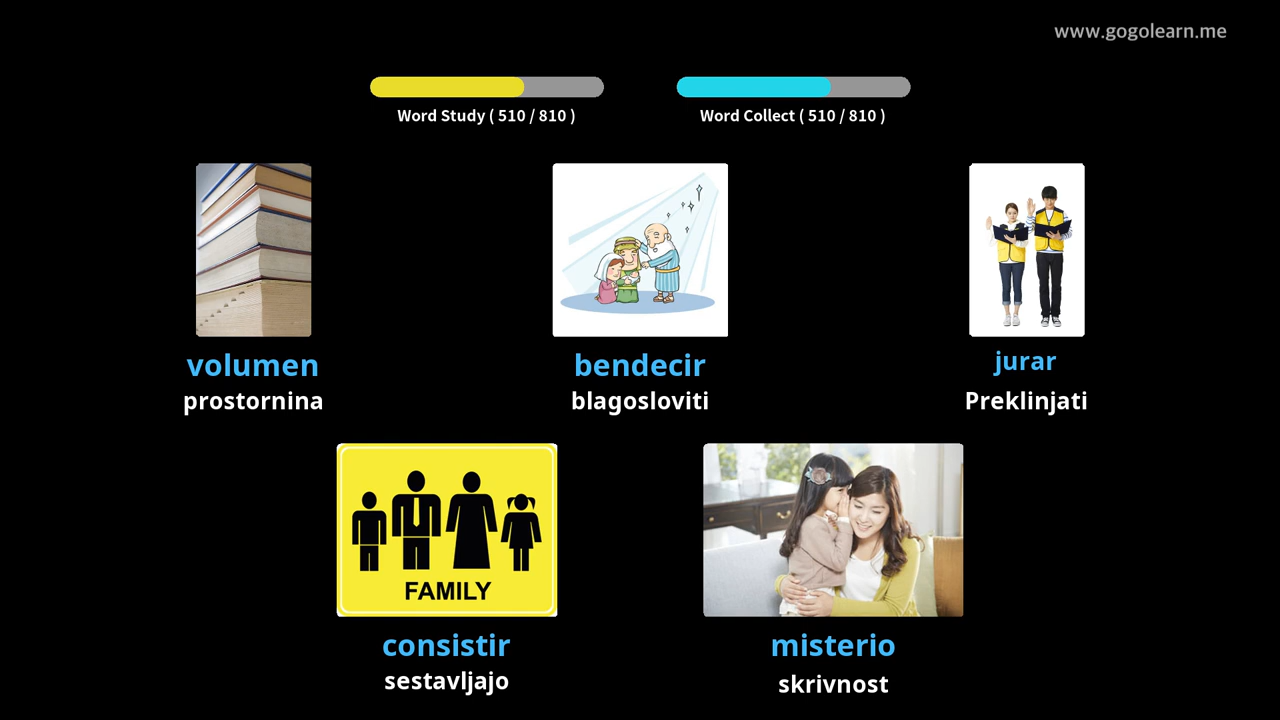 www.gogolearn.me
Word Study ( 510 / 810 )
Word Collect ( 510 / 810 )
volumen
prostornina
bendecir
blagosloviti
jurar
Preklinjati
FAMILY
consistir
sestavljajo
misterio
skrivnost